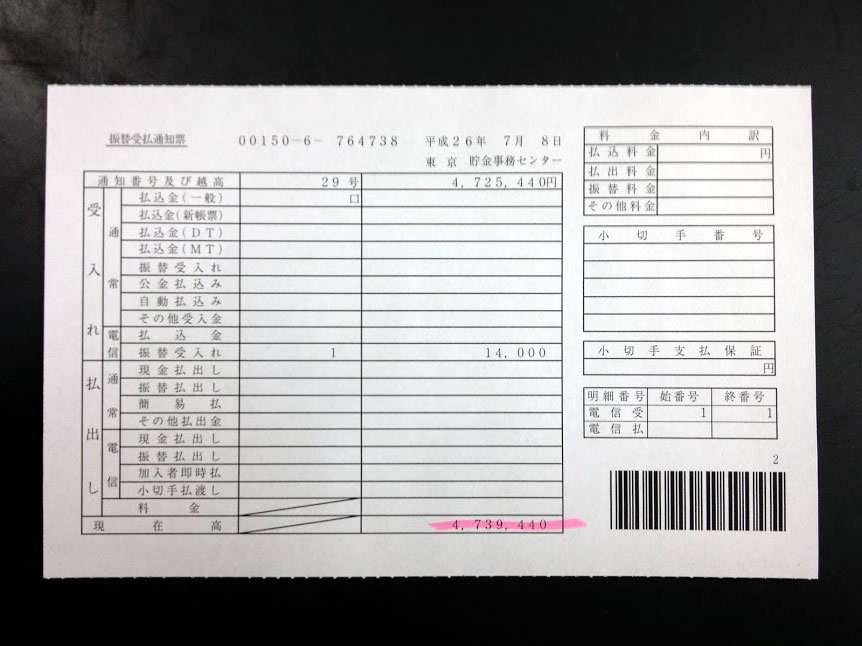 振替受払通知票 00150-6- 764738 平成26年 7月 8日
東京 貯金事務センター
通知番号及び越高 29号 4,725,440円
受入れ
通常
払込金(一般) 口
払込金(新帳票)
払込金(DT)
払込金(MT)
振替受入れ
公金払込み
自動払込み
その他受入金
電信
払込金
振替受入れ 1 14,000
払出し
通常
現金払出し
振替払出し
簡易払
その他払出金
電信
現金払出し
振替払出し
加入者即時払
小切手払渡し
料金
現在高 4,739,440
料金内訳
払込料金 円
払出料金
振替料金
その他料金
小切手番号
小切手支払保証
円
明細番号 始番号 終番号
電信受 1 1
電信払
2